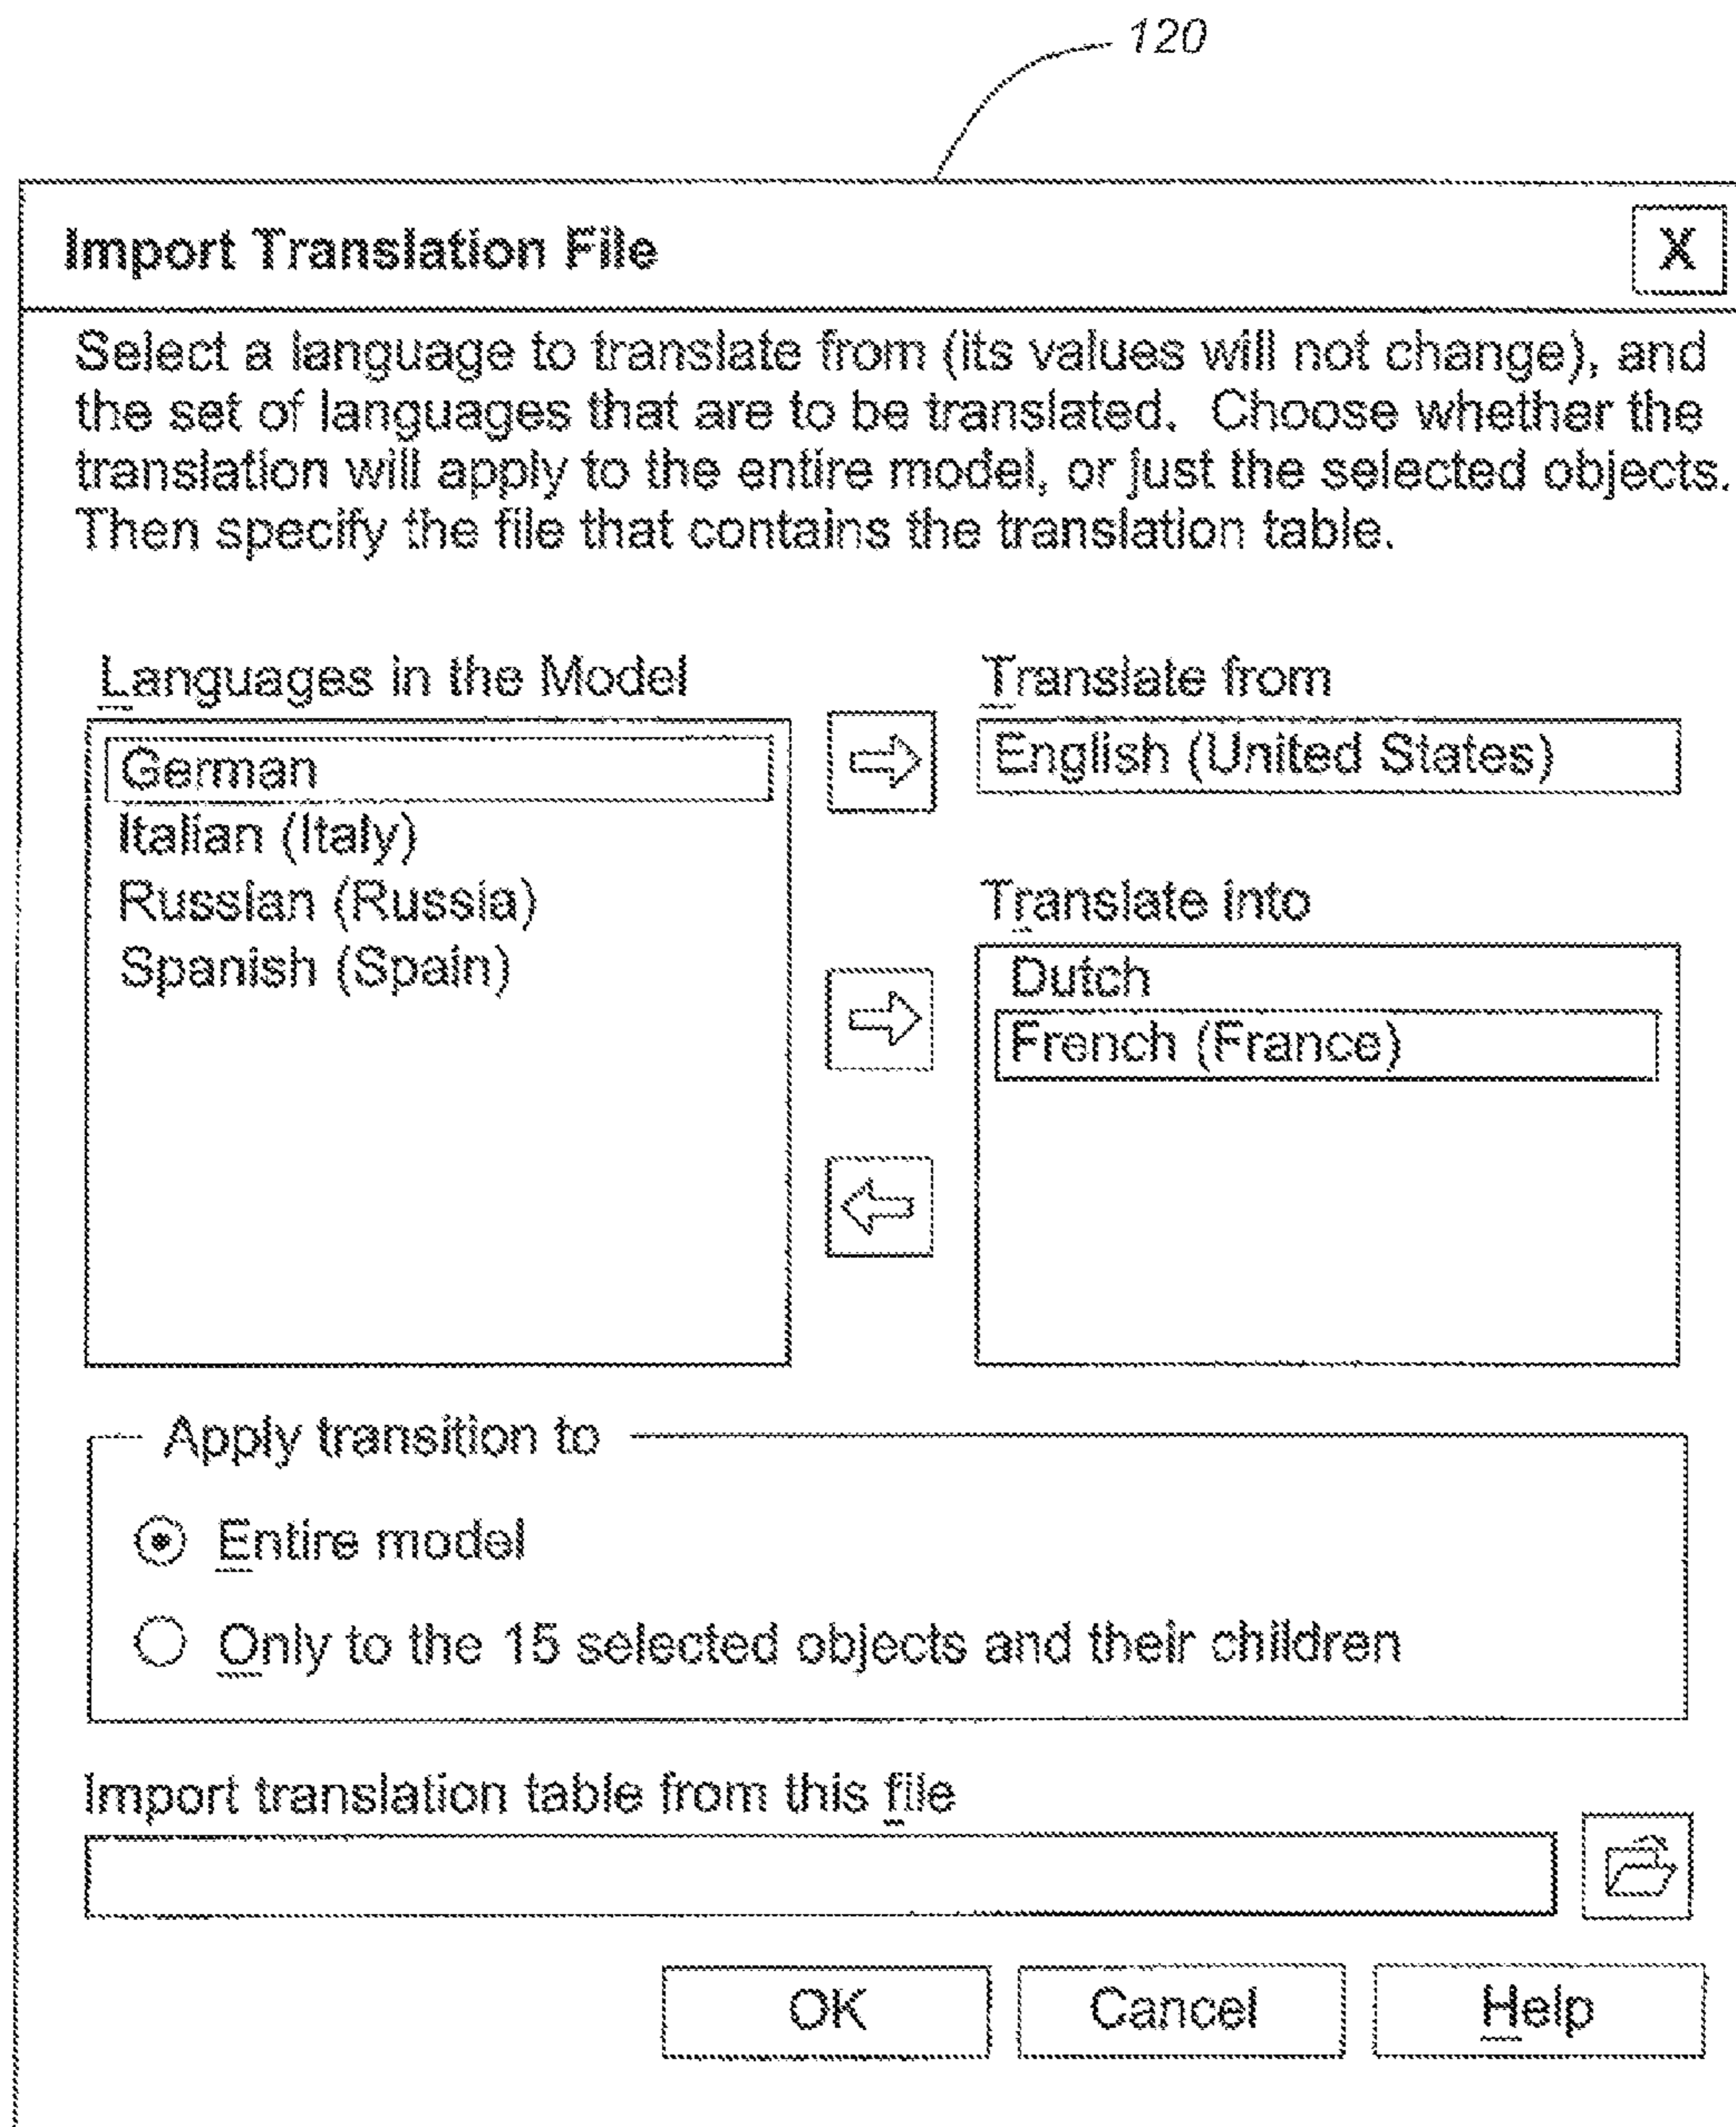 120
Import Translation File
X
Select a language to translate from (its values will not change), and
the set of languages that are to be translated. Choose whether the
translation will apply to the entire model, or just the selected objects.
Then specify the file that contains the translation table.
Languages in the Model
German
Italian (Italy)
Russian (Russia)
Spanish (Spain)
Translate from
English (United States)
Translate into
Dutch
French (France)
Apply transition to
Entire model
Only to the 15 selected objects and their children
Import translation table from this file
OK
Cancel
Help